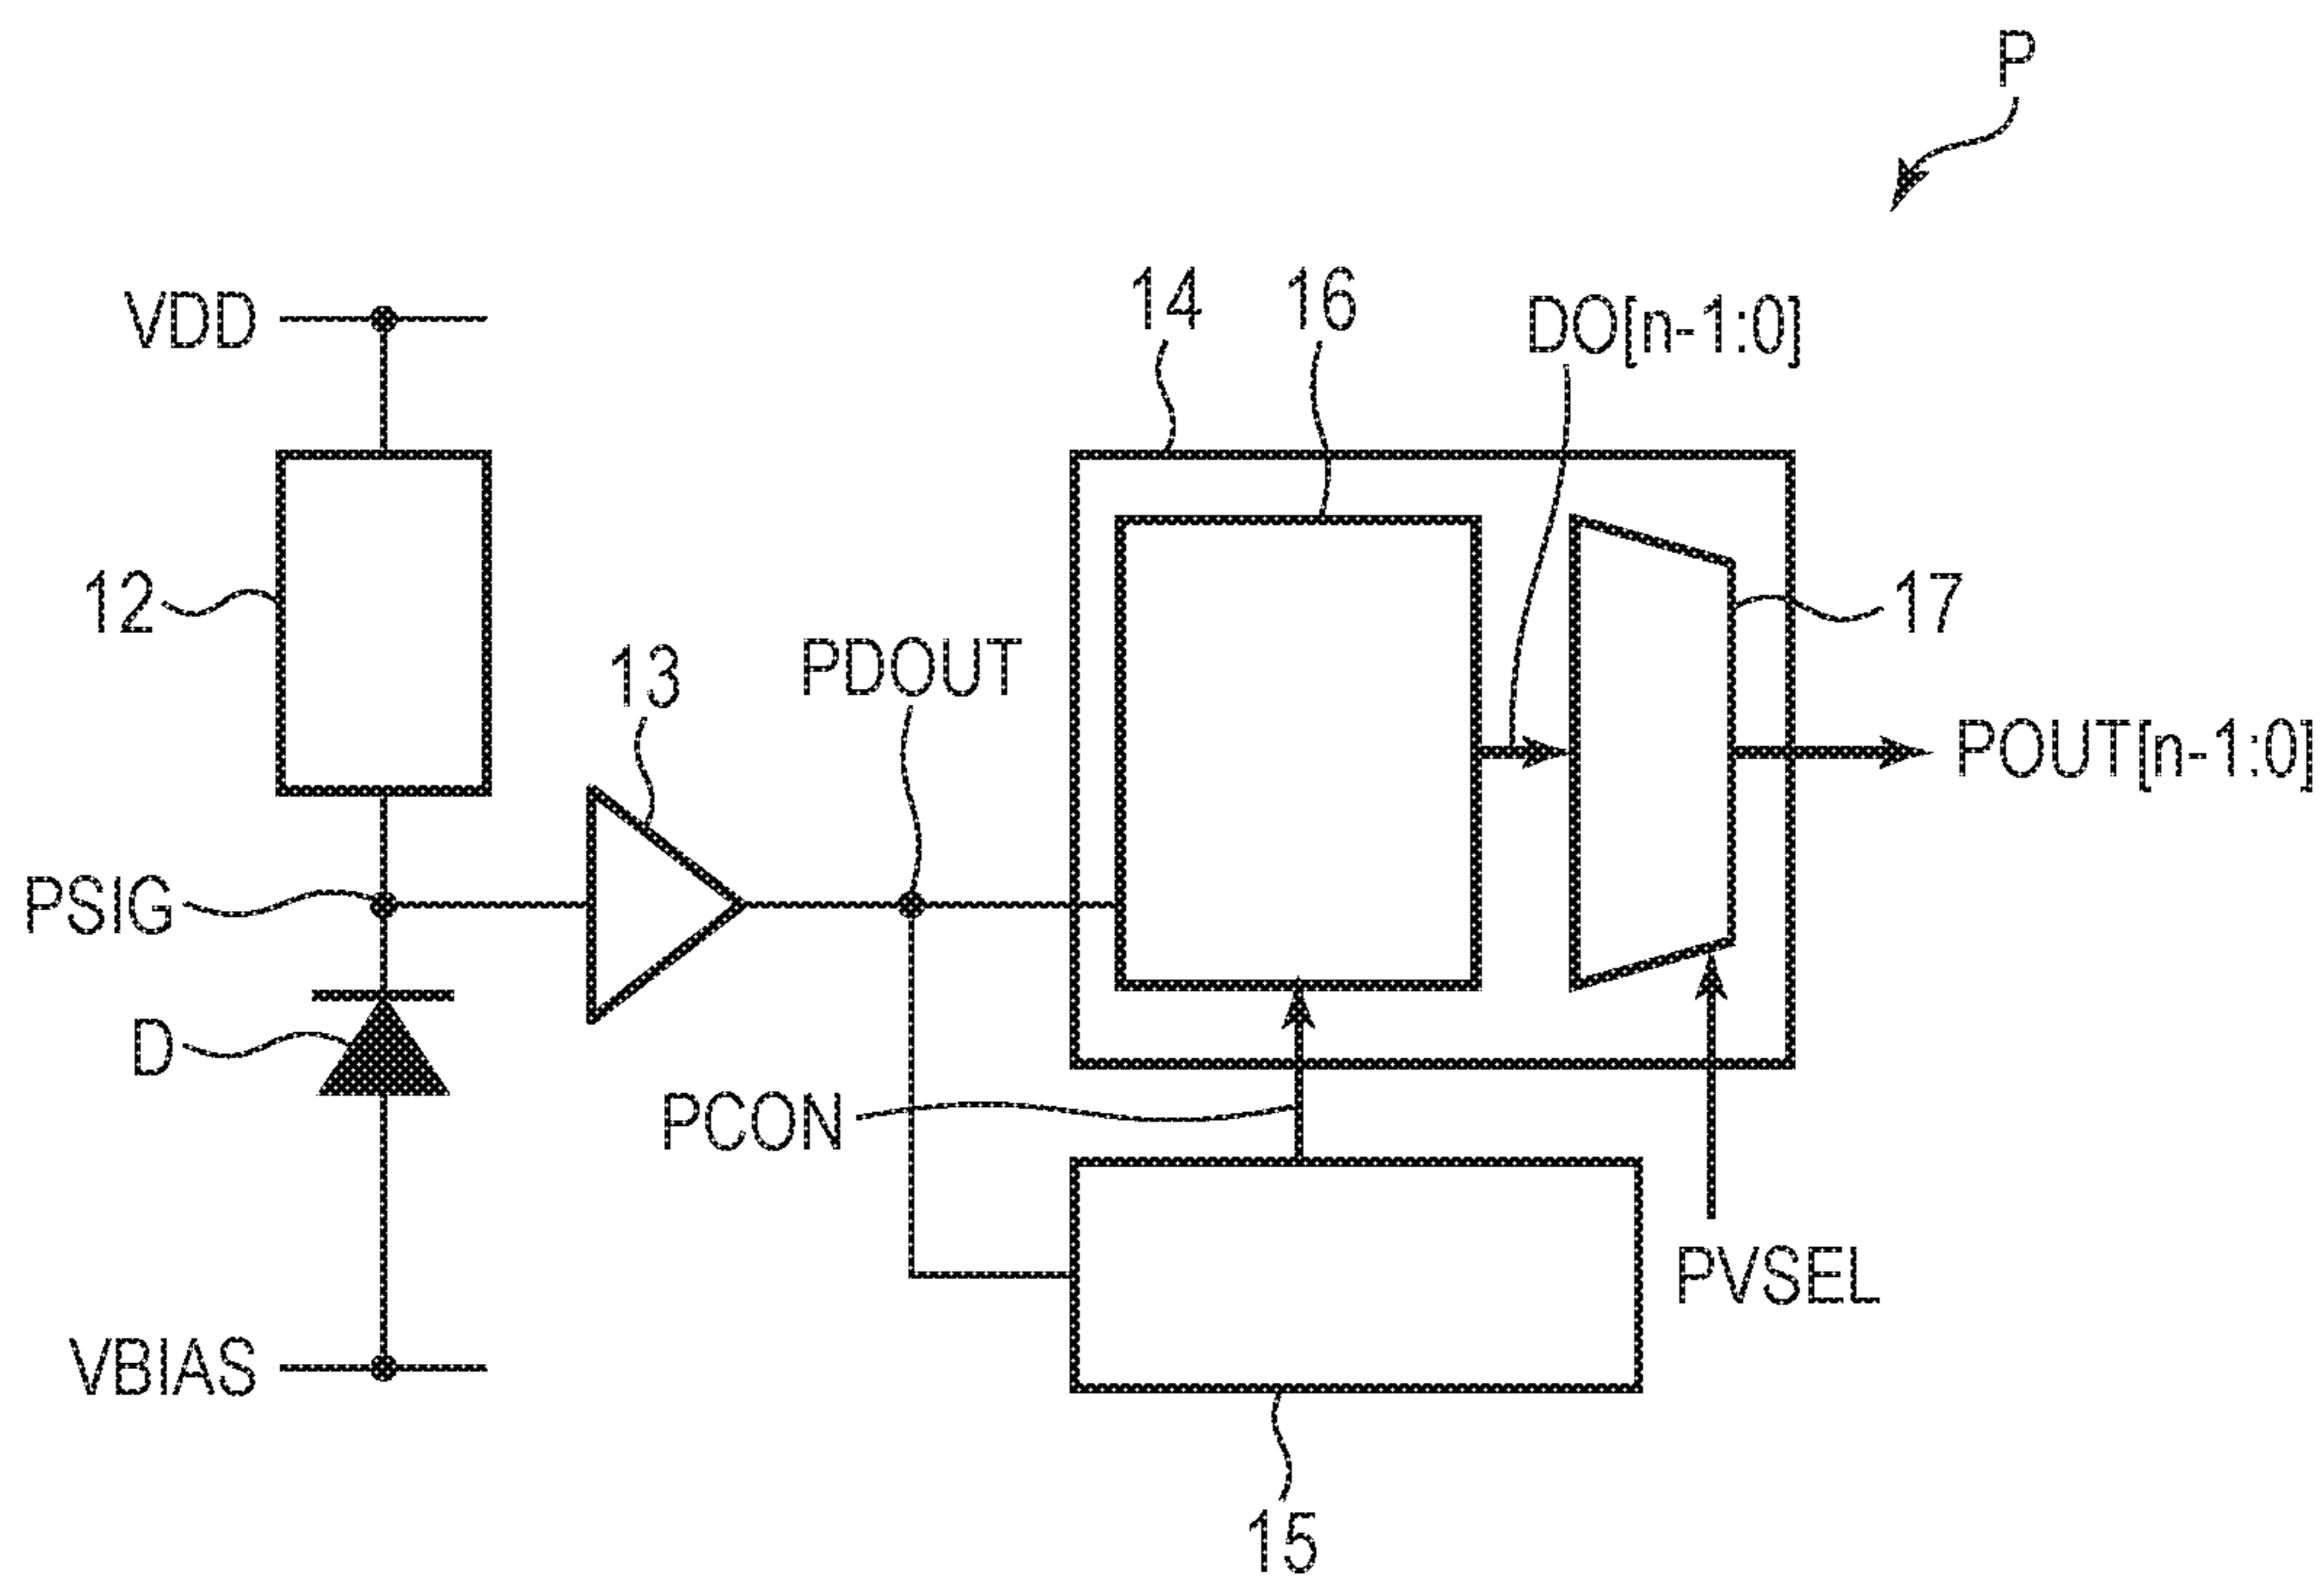 P
14
16
DO[n-1:0]
VDD
12
17
13
PDOUT
POUT[n-1:0]
PSIG
D
PCON
PVSEL
VBIAS
15